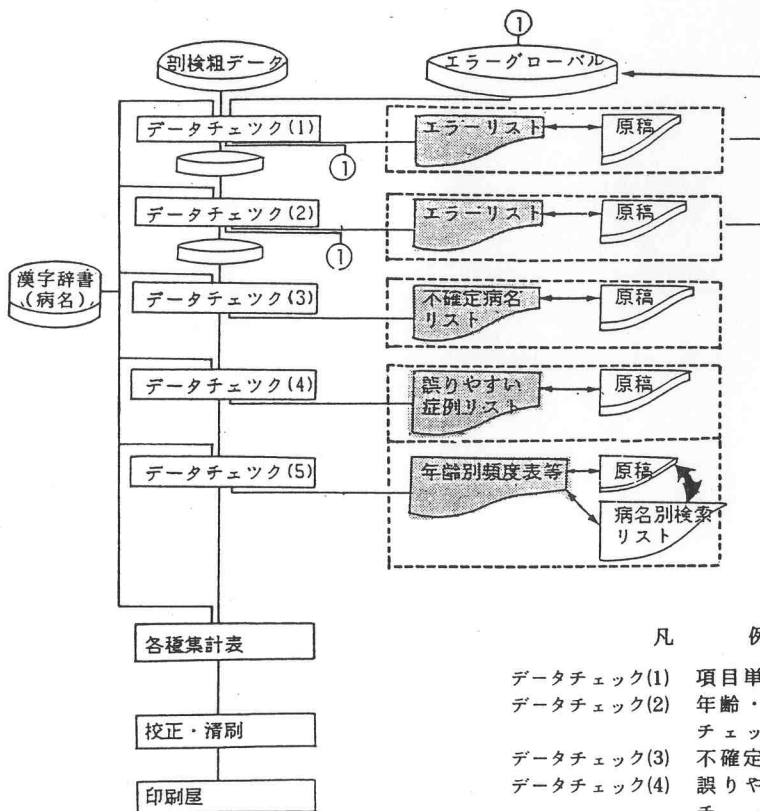 ①
剖検粗データ
エラーグローバル
データチェツク(1)
エラーリスト
原稿
①
データチェツク(2)
エラーリスト
原稿
①
漢字辞書
(病名)
データチェツク(3)
不確定病名
リスト
原稿
データチェツク(4)
誤りやすい
症例リスト
原稿
データチェツク(5)
年齢別頻度表等
原稿
病名別検索
リスト
各種集計表
校正・清刷
印刷屋
凡 例
データチェック(1) 項目単
データチェック(2) 年齢・
チェッ
データチェック(3) 不確定
データチェック(4) 誤りや